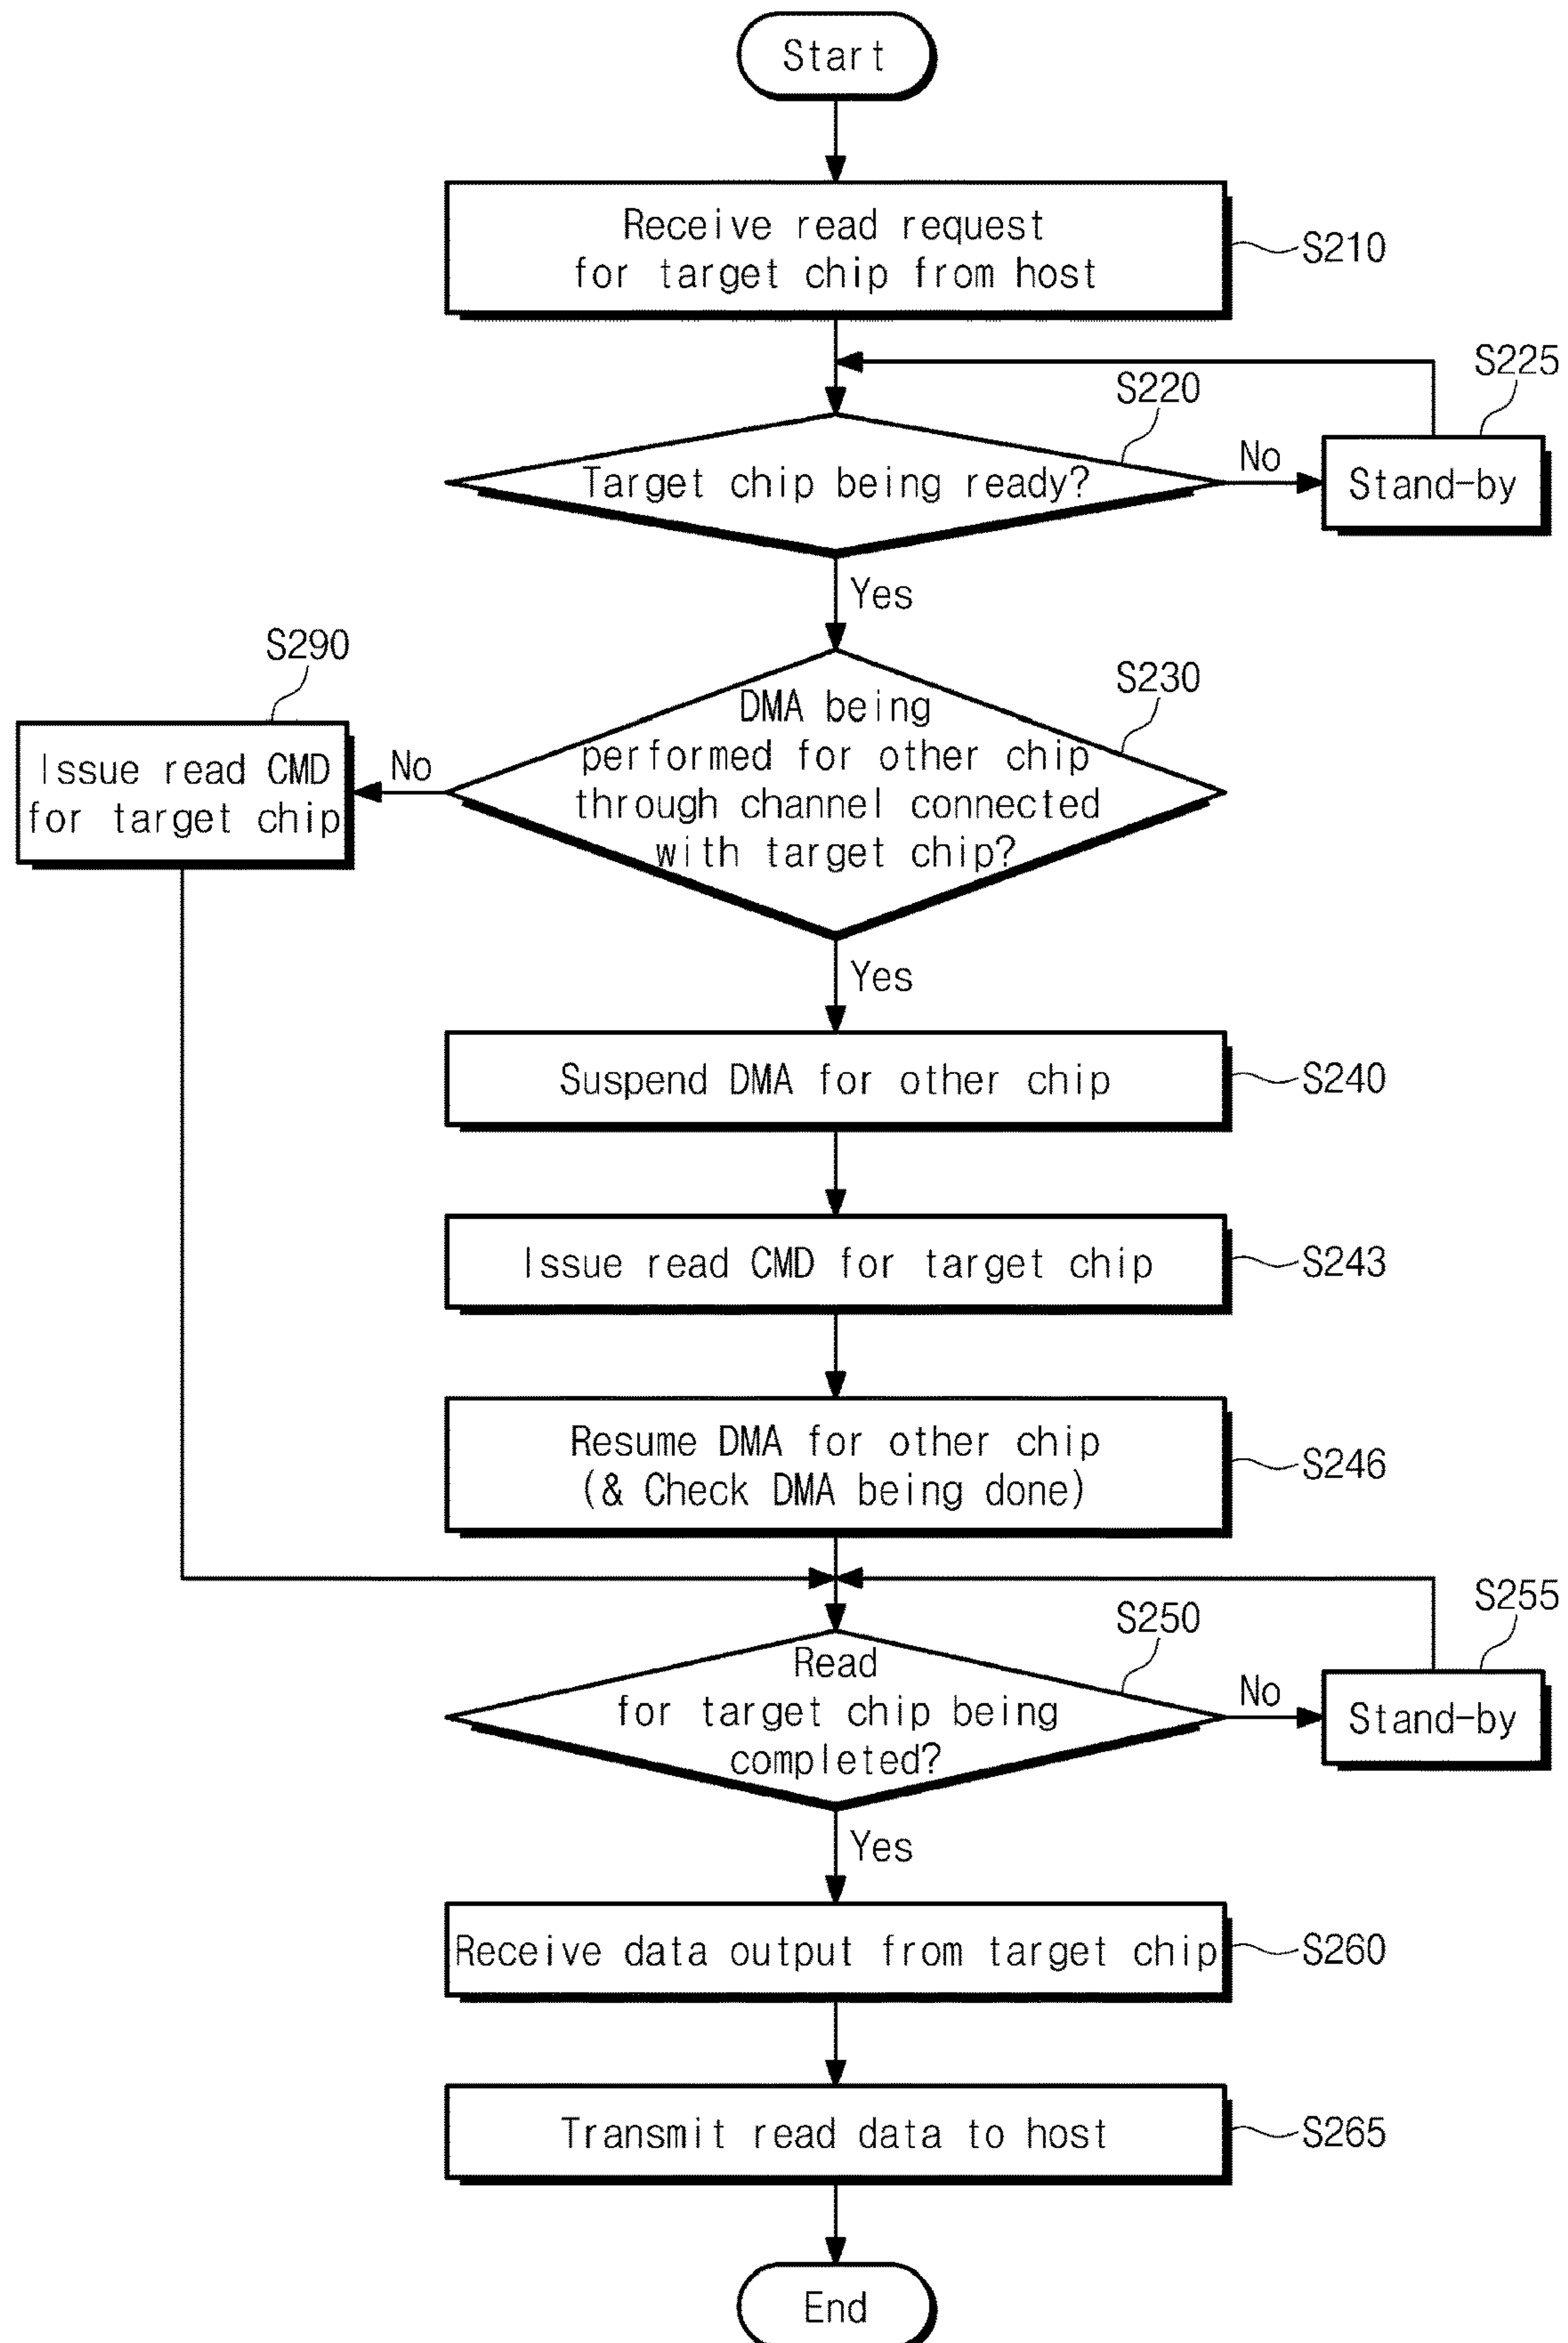 Start
Receive read request
for target chip from host
S210
S225
S220
Target chip being ready?
No
Stand-by
Yes
S290
S230
Issue read CMD
for target chip
No
DMA being
performed for other chip
through channel connected
with target chip?
Yes
Suspend DMA for other chip
S240
Issue read CMD for target chip
S243
Resume DMA for other chip
(& Check DMA being done)
S246
S255
S250
Read
for target chip being
completed?
No
Stand-by
Yes
Receive data output from target chip
S260
Transmit read data to host
S265
End